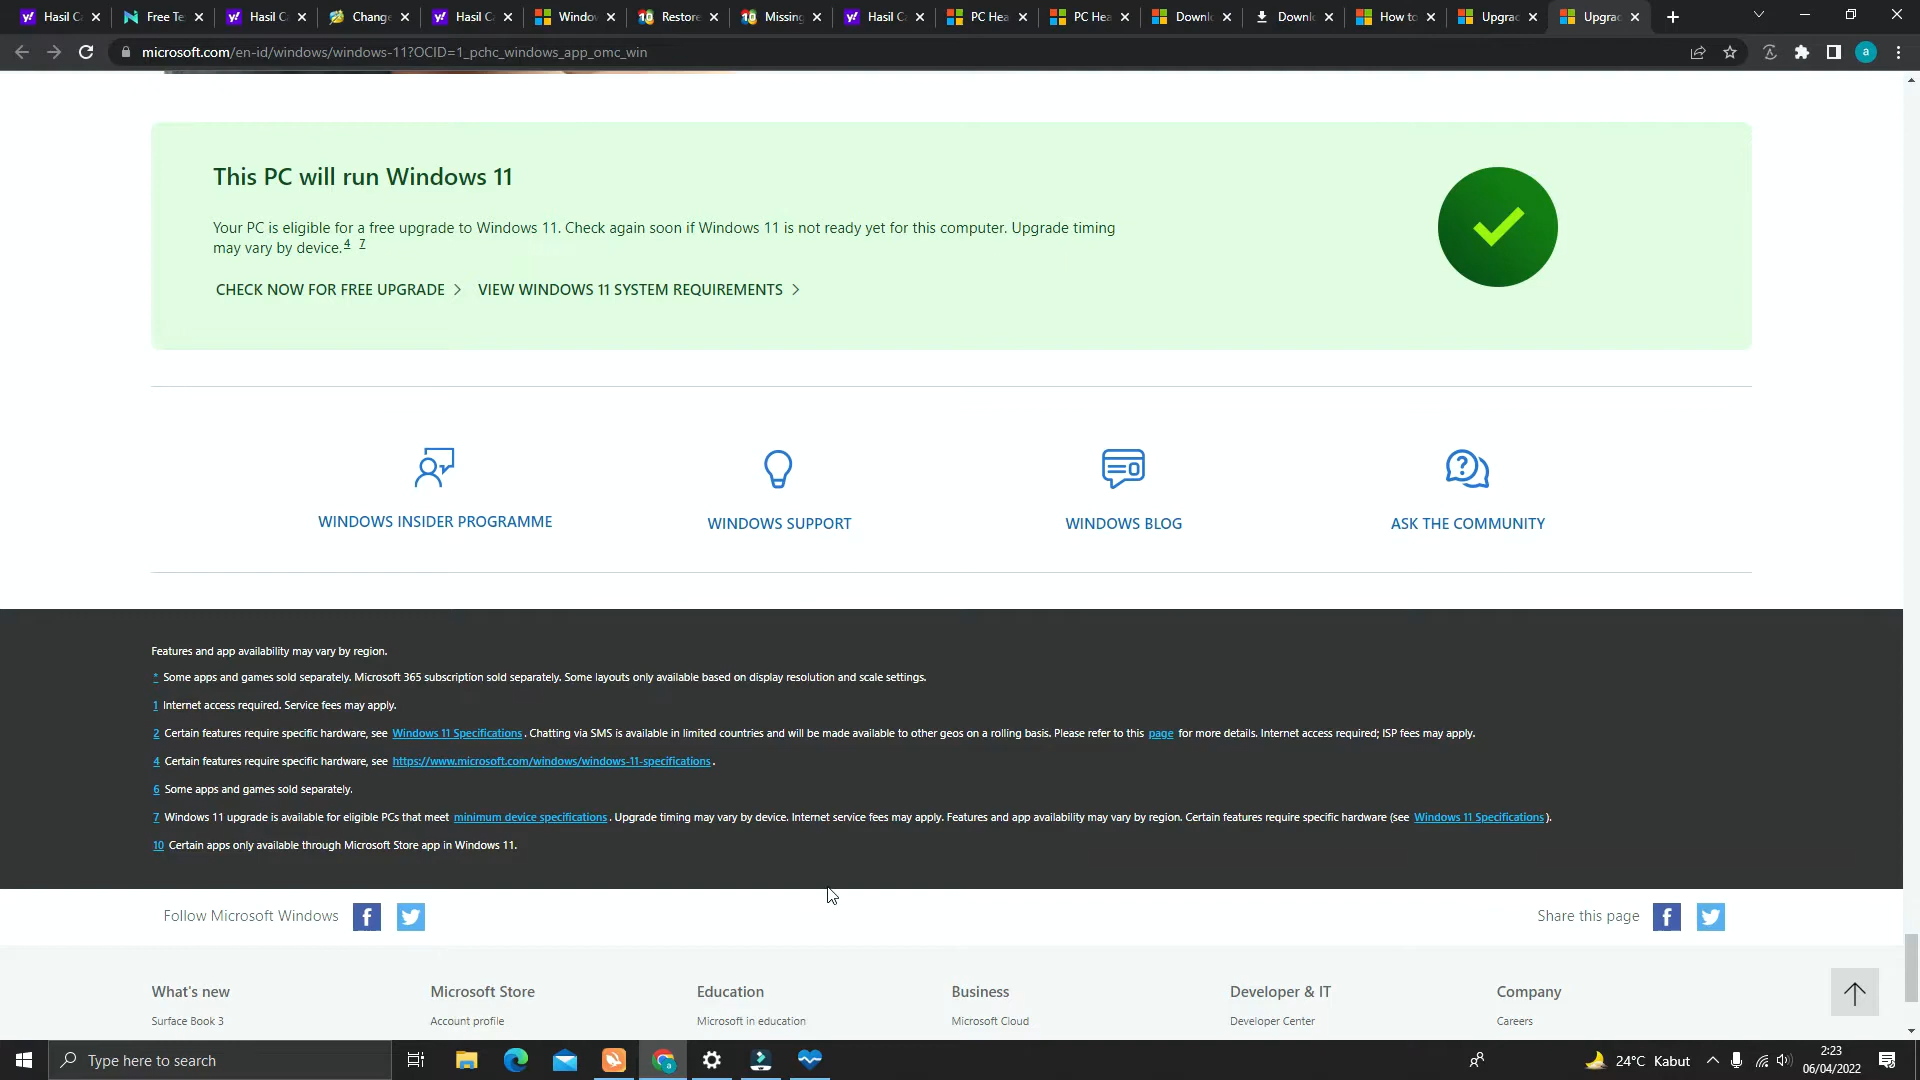 Hasil C
Free Te
Hasil C
Change
Hasil C
Windo
Restore
Missing
Hasil C
PC Hea
PC Hea
Downl
Downl
How to
Upgrad
Upgrad
microsoft.com/en-id/windows/windows-11?OCID=1_pchc_windows_app_omc_win
a
This PC will run Windows 11
Your PC is eligible for a free upgrade to Windows 11. Check again soon if Windows 11 is not ready yet for this computer. Upgrade timing
may vary by device.4 7
CHECK NOW FOR FREE UPGRADE
VIEW WINDOWS 11 SYSTEM REQUIREMENTS
WINDOWS INSIDER PROGRAMME
WINDOWS SUPPORT
WINDOWS BLOG
ASK THE COMMUNITY
Features and app availability may vary by region.
* Some apps and games sold separately. Microsoft 365 subscription sold separately. Some layouts only available based on display resolution and scale settings.
1 Internet access required. Service fees may apply.
2 Certain features require specific hardware, see Windows 11 Specifications. Chatting via SMS is available in limited countries and will be made available to other geos on a rolling basis. Please refer to this page for more details. Internet access required; ISP fees may apply.
4 Certain features require specific hardware, see https://www.microsoft.com/windows/windows-11-specifications.
6 Some apps and games sold separately.
7 Windows 11 upgrade is available for eligible PCs that meet minimum device specifications. Upgrade timing may vary by device. Internet service fees may apply. Features and app availability may vary by region. Certain features require specific hardware (see Windows 11 Specifications).
10 Certain apps only available through Microsoft Store app in Windows 11.
Follow Microsoft Windows
Share this page
What's new
Microsoft Store
Education
Business
Developer & IT
Company
Surface Book 3
Account profile
Microsoft in education
Microsoft Cloud
Developer Center
Careers
Type here to search
24°C Kabut
2:23
06/04/2022